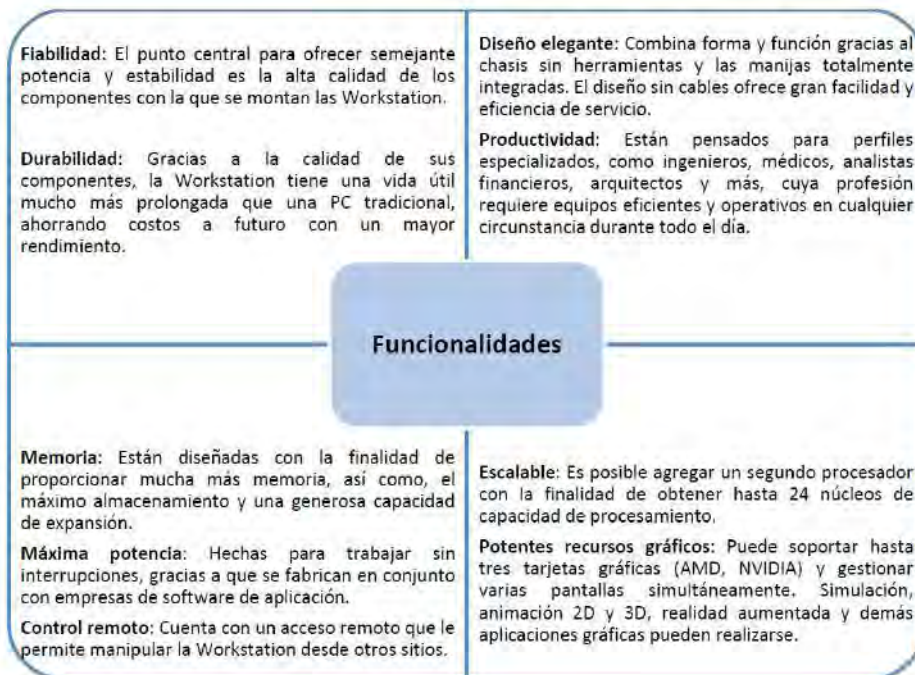 Fiabilidad: El punto central para ofrecer semejante
potencia y estabilidad es la alta calidad de los
componentes con la que se montan las Workstation.
Durabilidad: Gracias a la calidad de sus
componentes, la Workstation tiene una vida útil
mucho más prolongada que una PC tradicional,
ahorrando costos a futuro con un mayor
rendimiento.
Diseño elegante: Combina forma y función gracias al
chasis sin herramientas y las manijas totalmente
integradas. El diseño sin cables ofrece gran facilidad y
eficiencia de servicio.
Productividad: Están pensados para perfiles
especializados, como ingenieros, médicos, analistas
financieros, arquitectos y más, cuya profesión
requiere equipos eficientes y operativos en cualquier
circunstancia durante todo el día.
Funcionalidades
Memoria: Están diseñadas con la finalidad de
proporcionar mucha más memoria, así como, el
máximo almacenamiento y una generosa capacidad
de expansión.
Máxima potencia: Hechas para trabajar sin
interrupciones, gracias a que se fabrican en conjunto
con empresas de software de aplicación.
Control remoto: Cuenta con un acceso remoto que le
permite manipular la Workstation desde otros sitios.
Escalable: Es posible agregar un segundo procesador
con la finalidad de obtener hasta 24 núcleos de
capacidad de procesamiento.
Potentes recursos gráficos: Puede soportar hasta
tres tarjetas gráficas (AMD, NVIDIA) y gestionar
varias pantallas simultáneamente. Simulación,
animación 2D y 3D, realidad aumentada y demás
aplicaciones gráficas pueden realizarse.